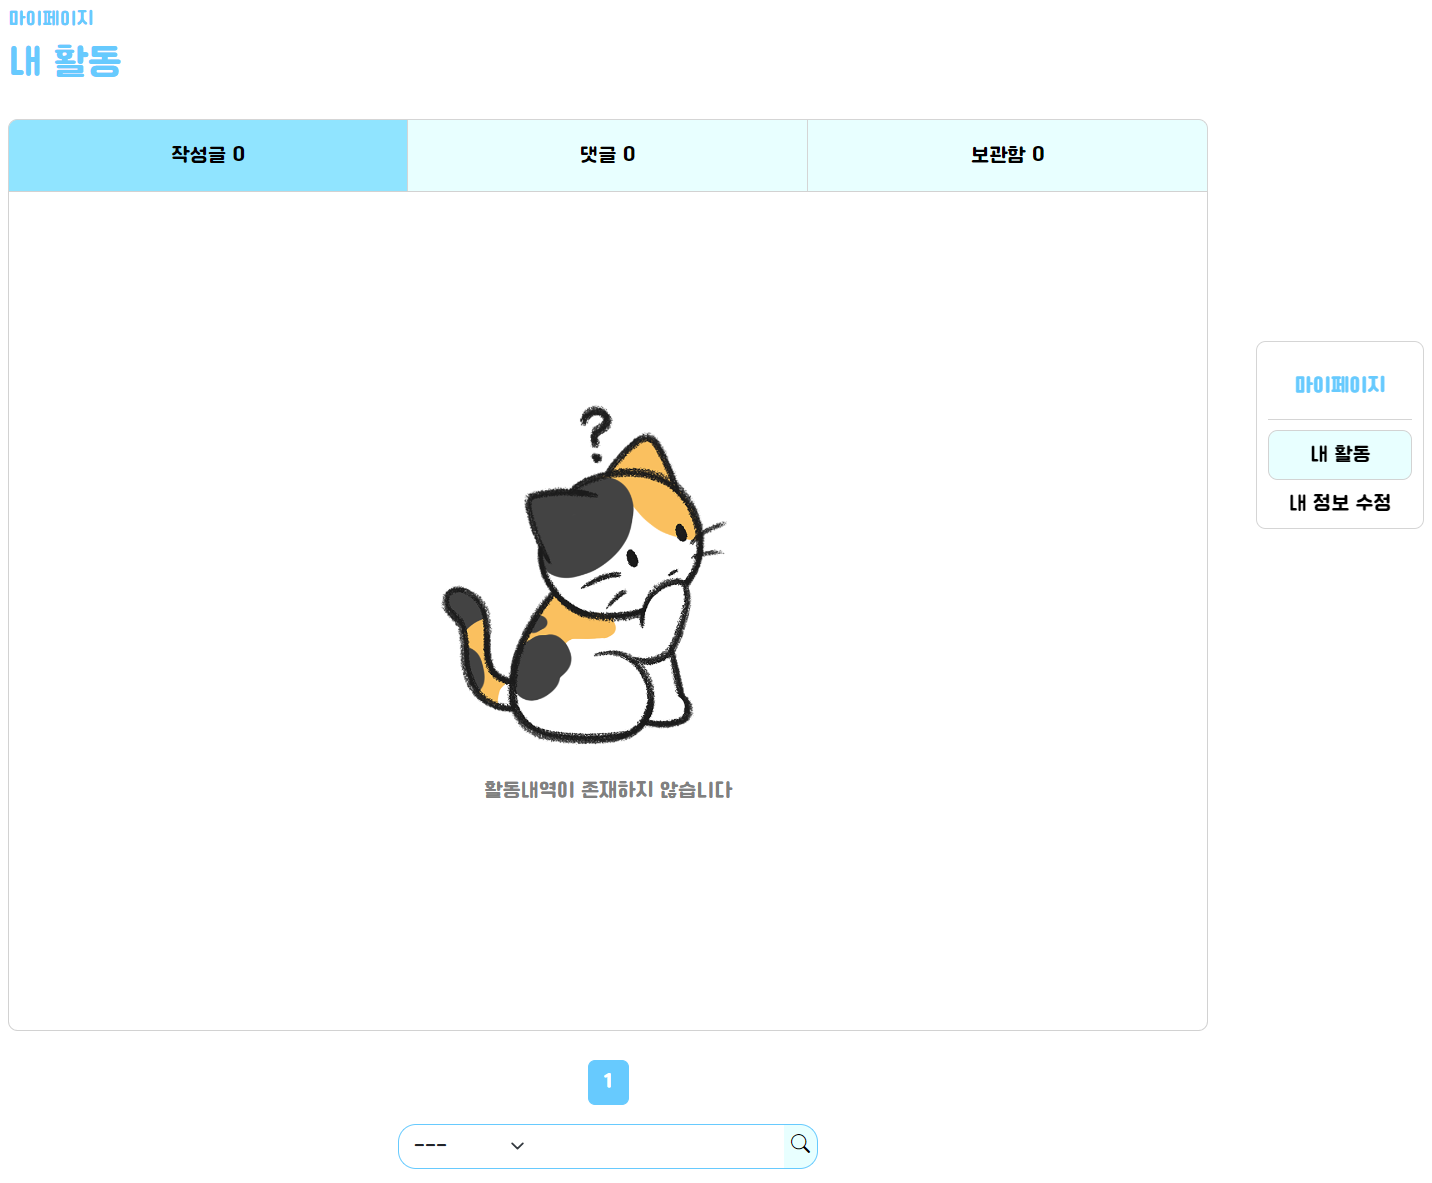 마이페이지
내 활동
작성글 0
댓글 0
보관함 0
?
활동내역이 존재하지 않습니다
마이페이지
내 활동
내 정보 수정
1
---